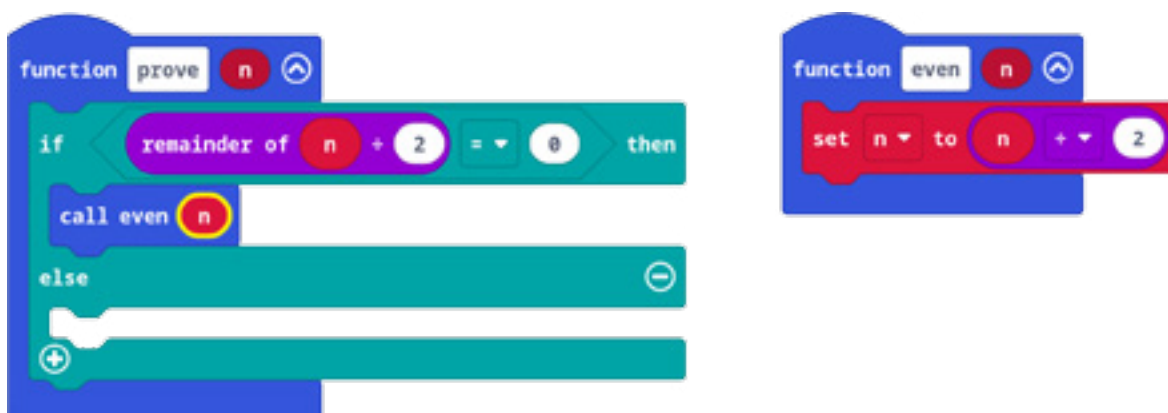 function prove n
if remainder of n ÷ 2 = 0 then
call even n
else
function even n
set n to n ÷ 2